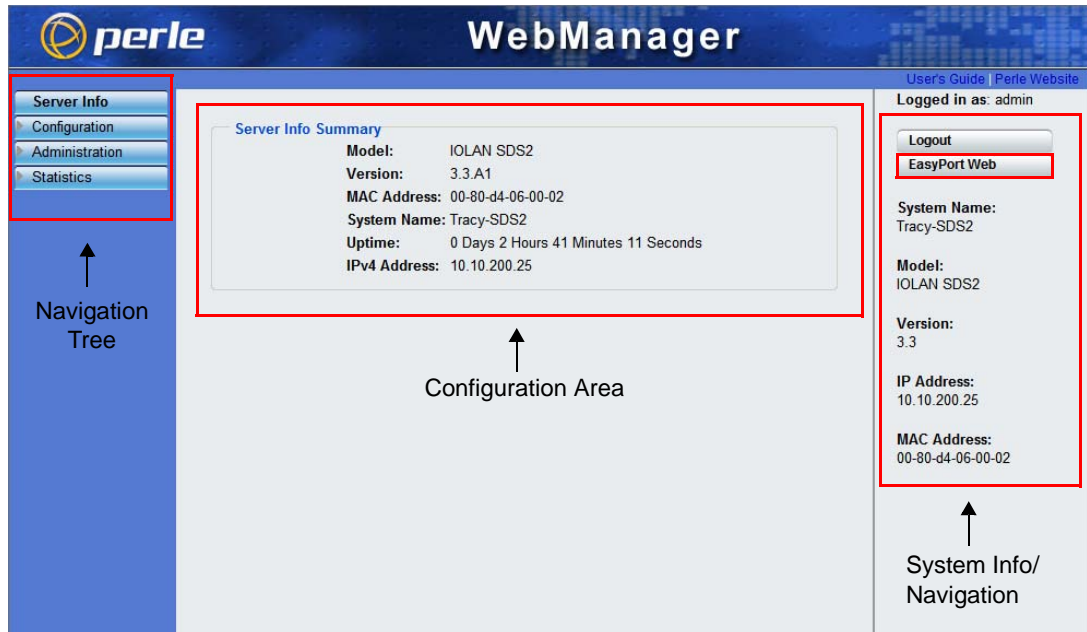 perle
WebManager
User's Guide | Perle Website
Server Info
Configuration
Administration
Statistics
Navigation
Tree
Server Info Summary
Model: IOLAN SDS2
Version: 3.3.A1
MAC Address: 00-80-d4-06-00-02
System Name: Tracy-SDS2
Uptime: 0 Days 2 Hours 41 Minutes 11 Seconds
IPv4 Address: 10.10.200.25
Configuration Area
Logged in as: admin
Logout
EasyPort Web
System Name:
Tracy-SDS2
Model:
IOLAN SDS2
Version:
3.3
IP Address:
10.10.200.25
MAC Address:
00-80-d4-06-00-02
System Info/
Navigation